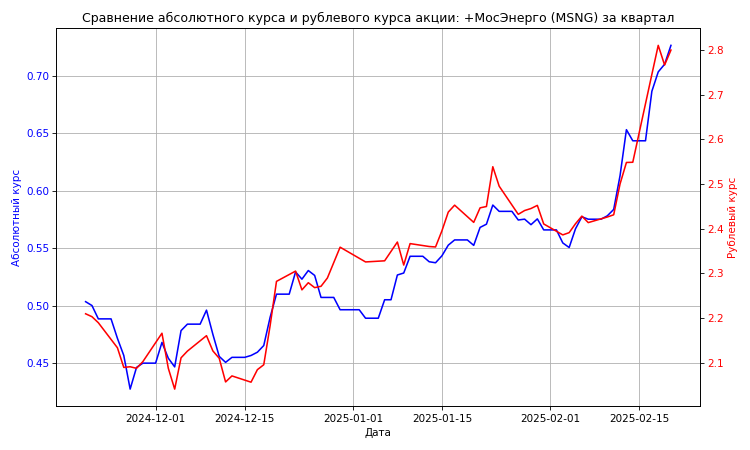 Сравнение абсолютного курса и рублевого курса акции: +МосЭнерго (MSNG) за квартал
Абсолютный курс
0.70
0.65
0.60
0.55
0.50
0.45
2.8
2.7
2.6
2.5
2.4
2.3
2.2
2.1
Рублевый курс
2024-12-01 2024-12-15 2025-01-01 2025-01-15 2025-02-01 2025-02-15
Дата